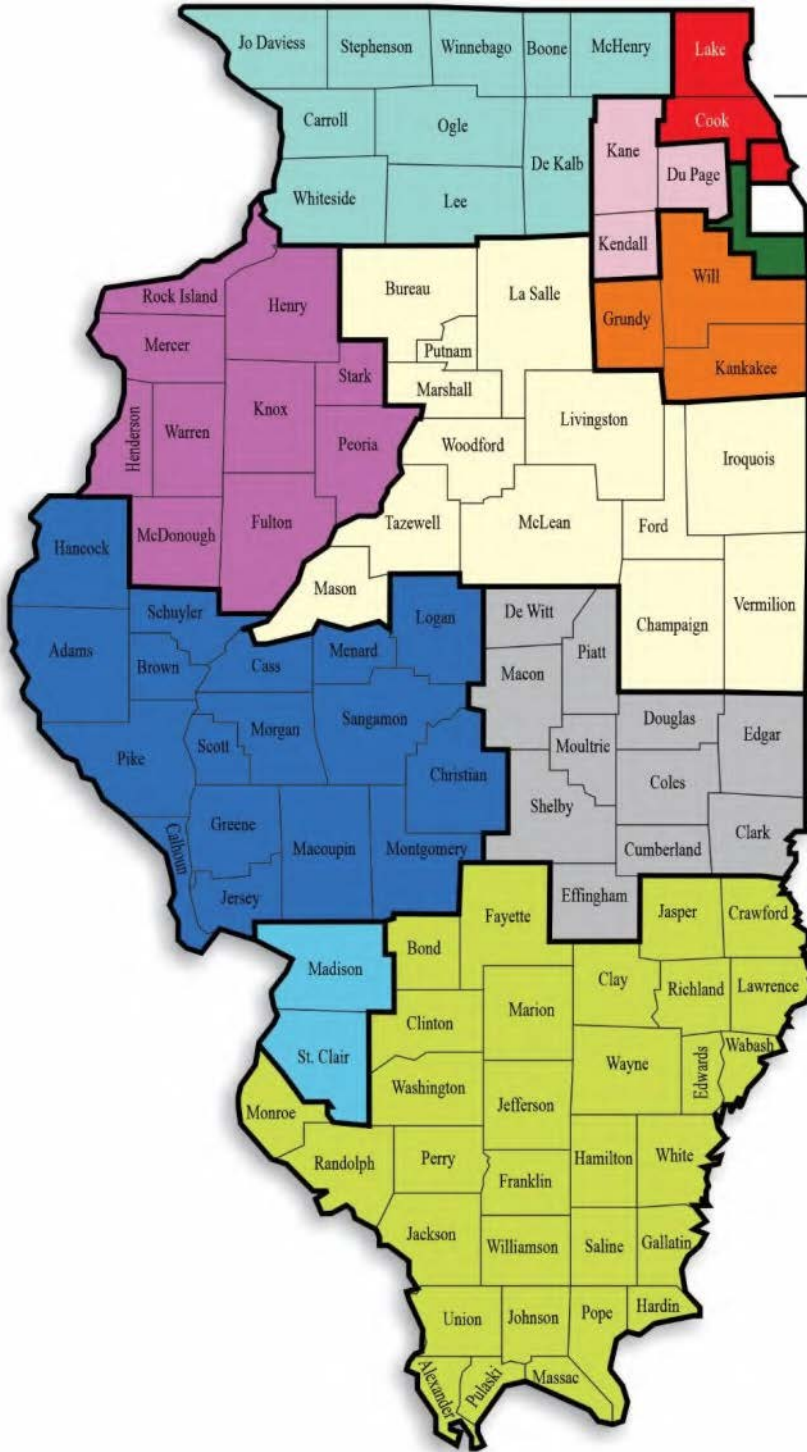 Jo Daviess
Stephenson
Winnebago
Boone
McHenry
Lake
Carroll
Ogle
De Kalb
Kane
Cook
Du Page
Whiteside
Lee
Kendall
Will
Rock Island
Henry
Bureau
La Salle
Grundy
Mercer
Putnam
Kankakee
Stark
Marshall
Henderson
Warren
Knox
Peoria
Woodford
Livingston
Iroquois
McDonough
Fulton
Tazewell
McLean
Ford
Hancock
Mason
Schuyler
Logan
De Witt
Champaign
Vermilion
Adams
Brown
Cass
Menard
Macon
Piatt
Pike
Scott
Morgan
Sangamon
Christian
Moultrie
Douglas
Edgar
Shelby
Coles
Calhoun
Greene
Macoupin
Montgomery
Cumberland
Clark
Jersey
Effingham
Fayette
Jasper
Crawford
Madison
Bond
Clay
Richland
Lawrence
Clinton
Marion
St. Clair
Washington
Wayne
Edwards
Wabash
Monroe
Jefferson
Randolph
Perry
Franklin
Hamilton
White
Jackson
Williamson
Saline
Gallatin
Union
Johnson
Pope
Hardin
Alexander
Pulaski
Massac